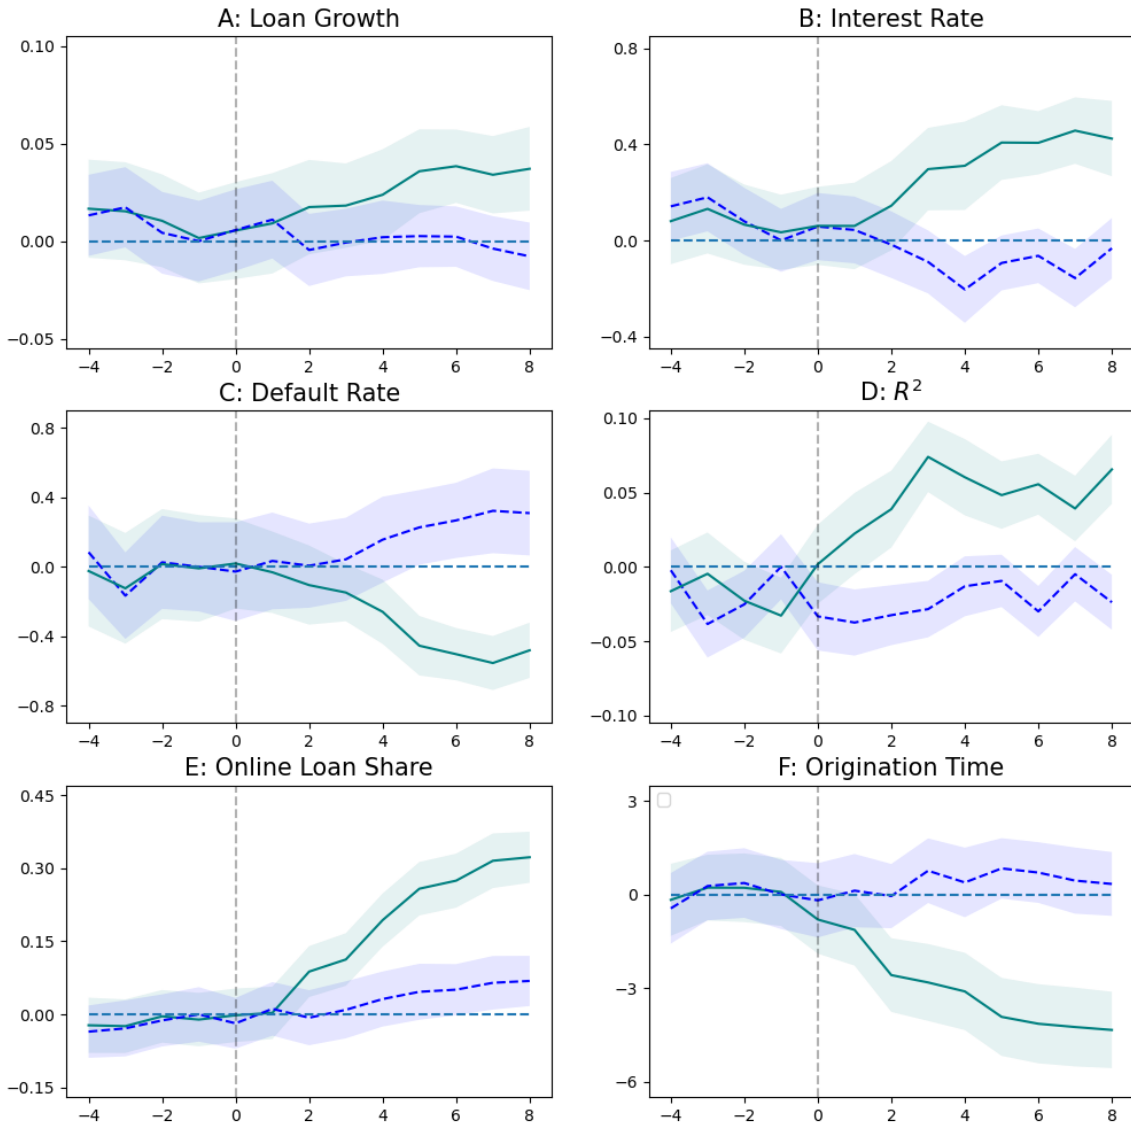 A: Loan Growth
0.10
0.05
0.00
−0.05
−4 −2 0 2 4 6 8
B: Interest Rate
0.8
0.4
0.0
−0.4
−4 −2 0 2 4 6 8
C: Default Rate
0.8
0.4
0.0
−0.4
−0.8
−4 −2 0 2 4 6 8
D: R²
0.10
0.05
0.00
−0.05
−0.10
−4 −2 0 2 4 6 8
E: Online Loan Share
0.45
0.30
0.15
0.00
−0.15
−4 −2 0 2 4 6 8
F: Origination Time
3
0
−3
−6
−4 −2 0 2 4 6 8